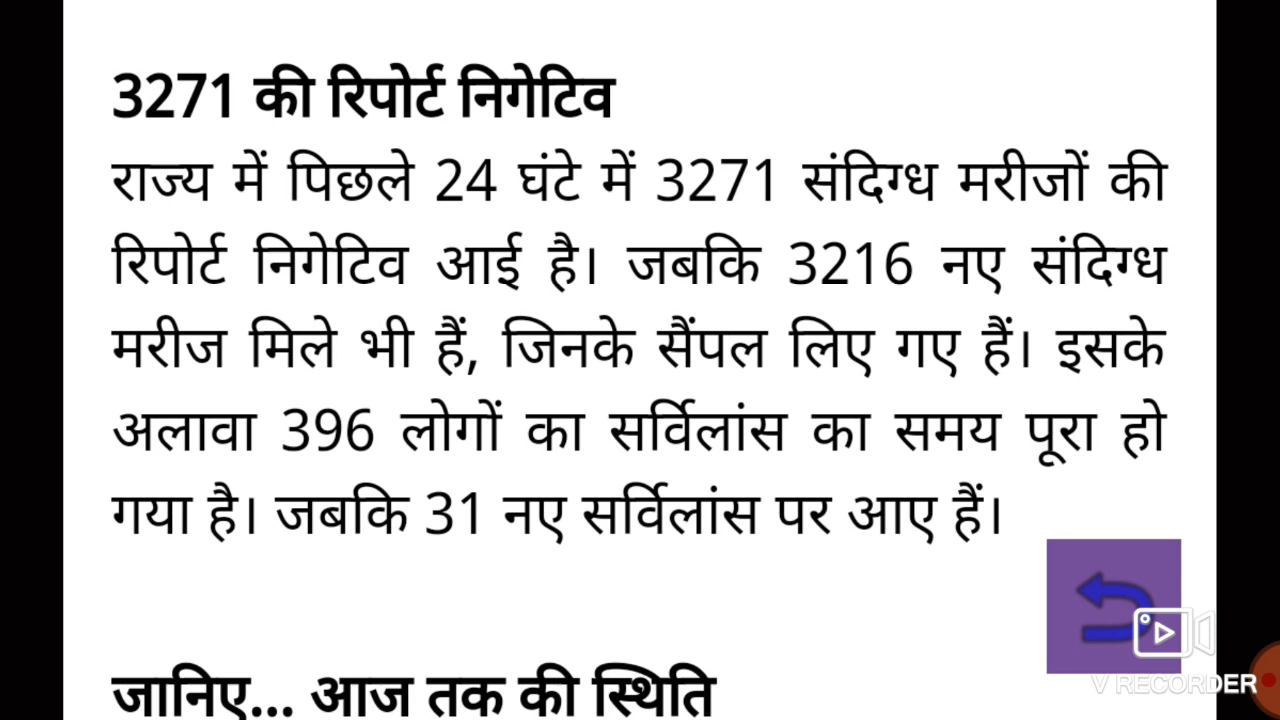 3271 की रिपोर्ट निगेटिव
राज्य में पिछले 24 घंटे में 3271 संदिग्ध मरीजों की
रिपोर्ट निगेटिव आई है। जबकि 3216 नए संदिग्ध
मरीज मिले भी हैं, जिनके सैंपल लिए गए हैं। इसके
अलावा 396 लोगों का सर्विलांस का समय पूरा हो
गया है। जबकि 31 नए सर्विलांस पर आए हैं।
जानिए... आज तक की स्थिति
V RECORDER